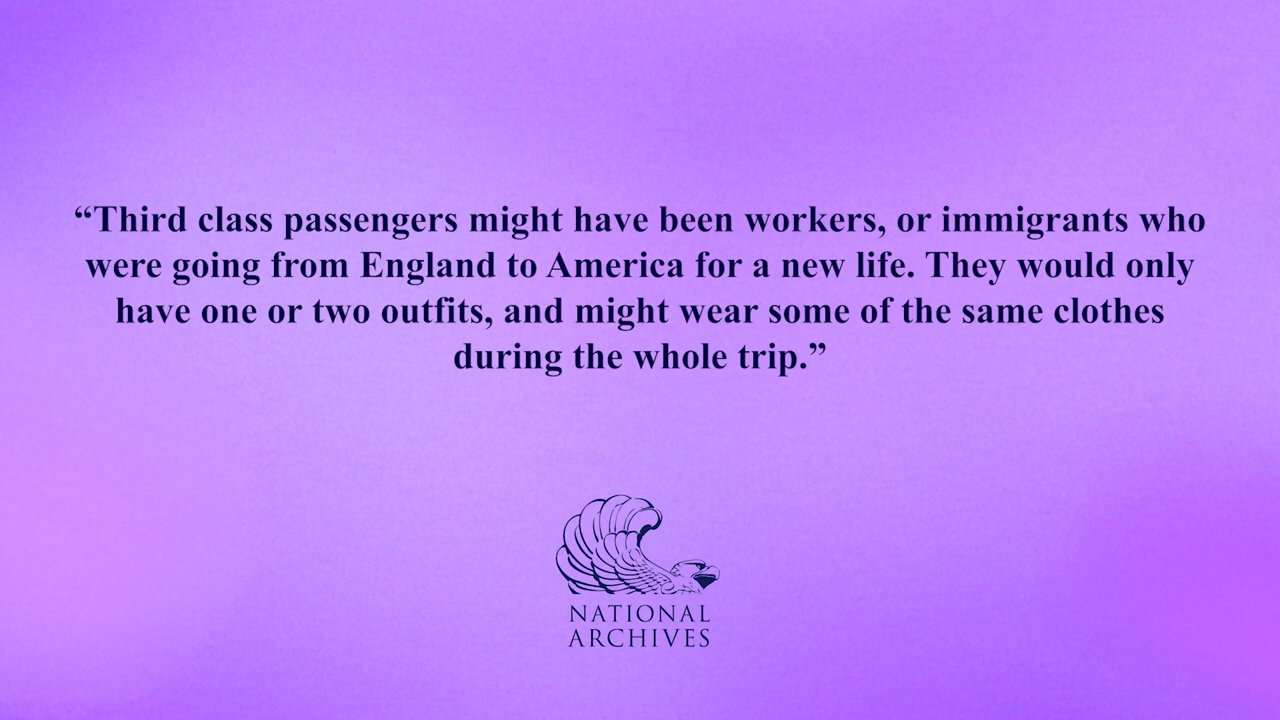 “Third class passengers might have been workers, or immigrants who
were going from England to America for a new life. They would only
have one or two outfits, and might wear some of the same clothes
during the whole trip.”
NATIONAL
ARCHIVES